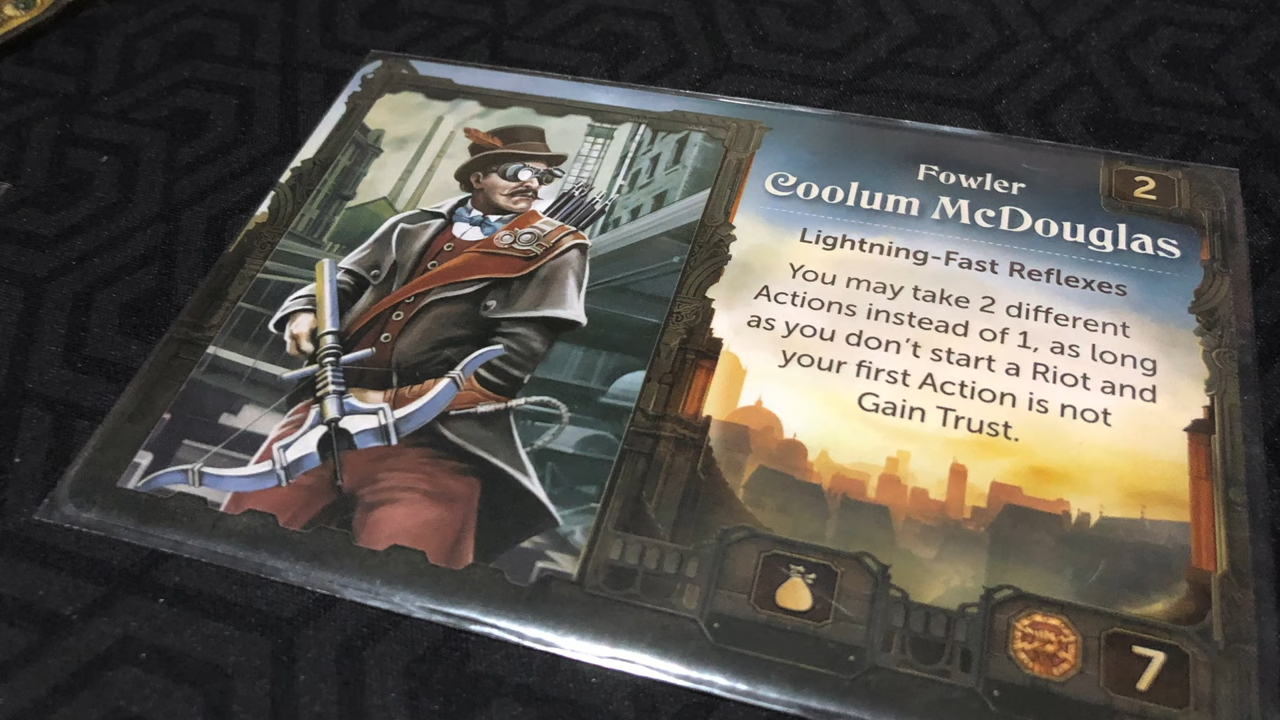 Fowler
2
Coolum McDouglas
Lightning-Fast Reflexes
You may take 2 different
Actions instead of 1, as long
as you don't start a Riot and
your first Action is not
Gain Trust.
7